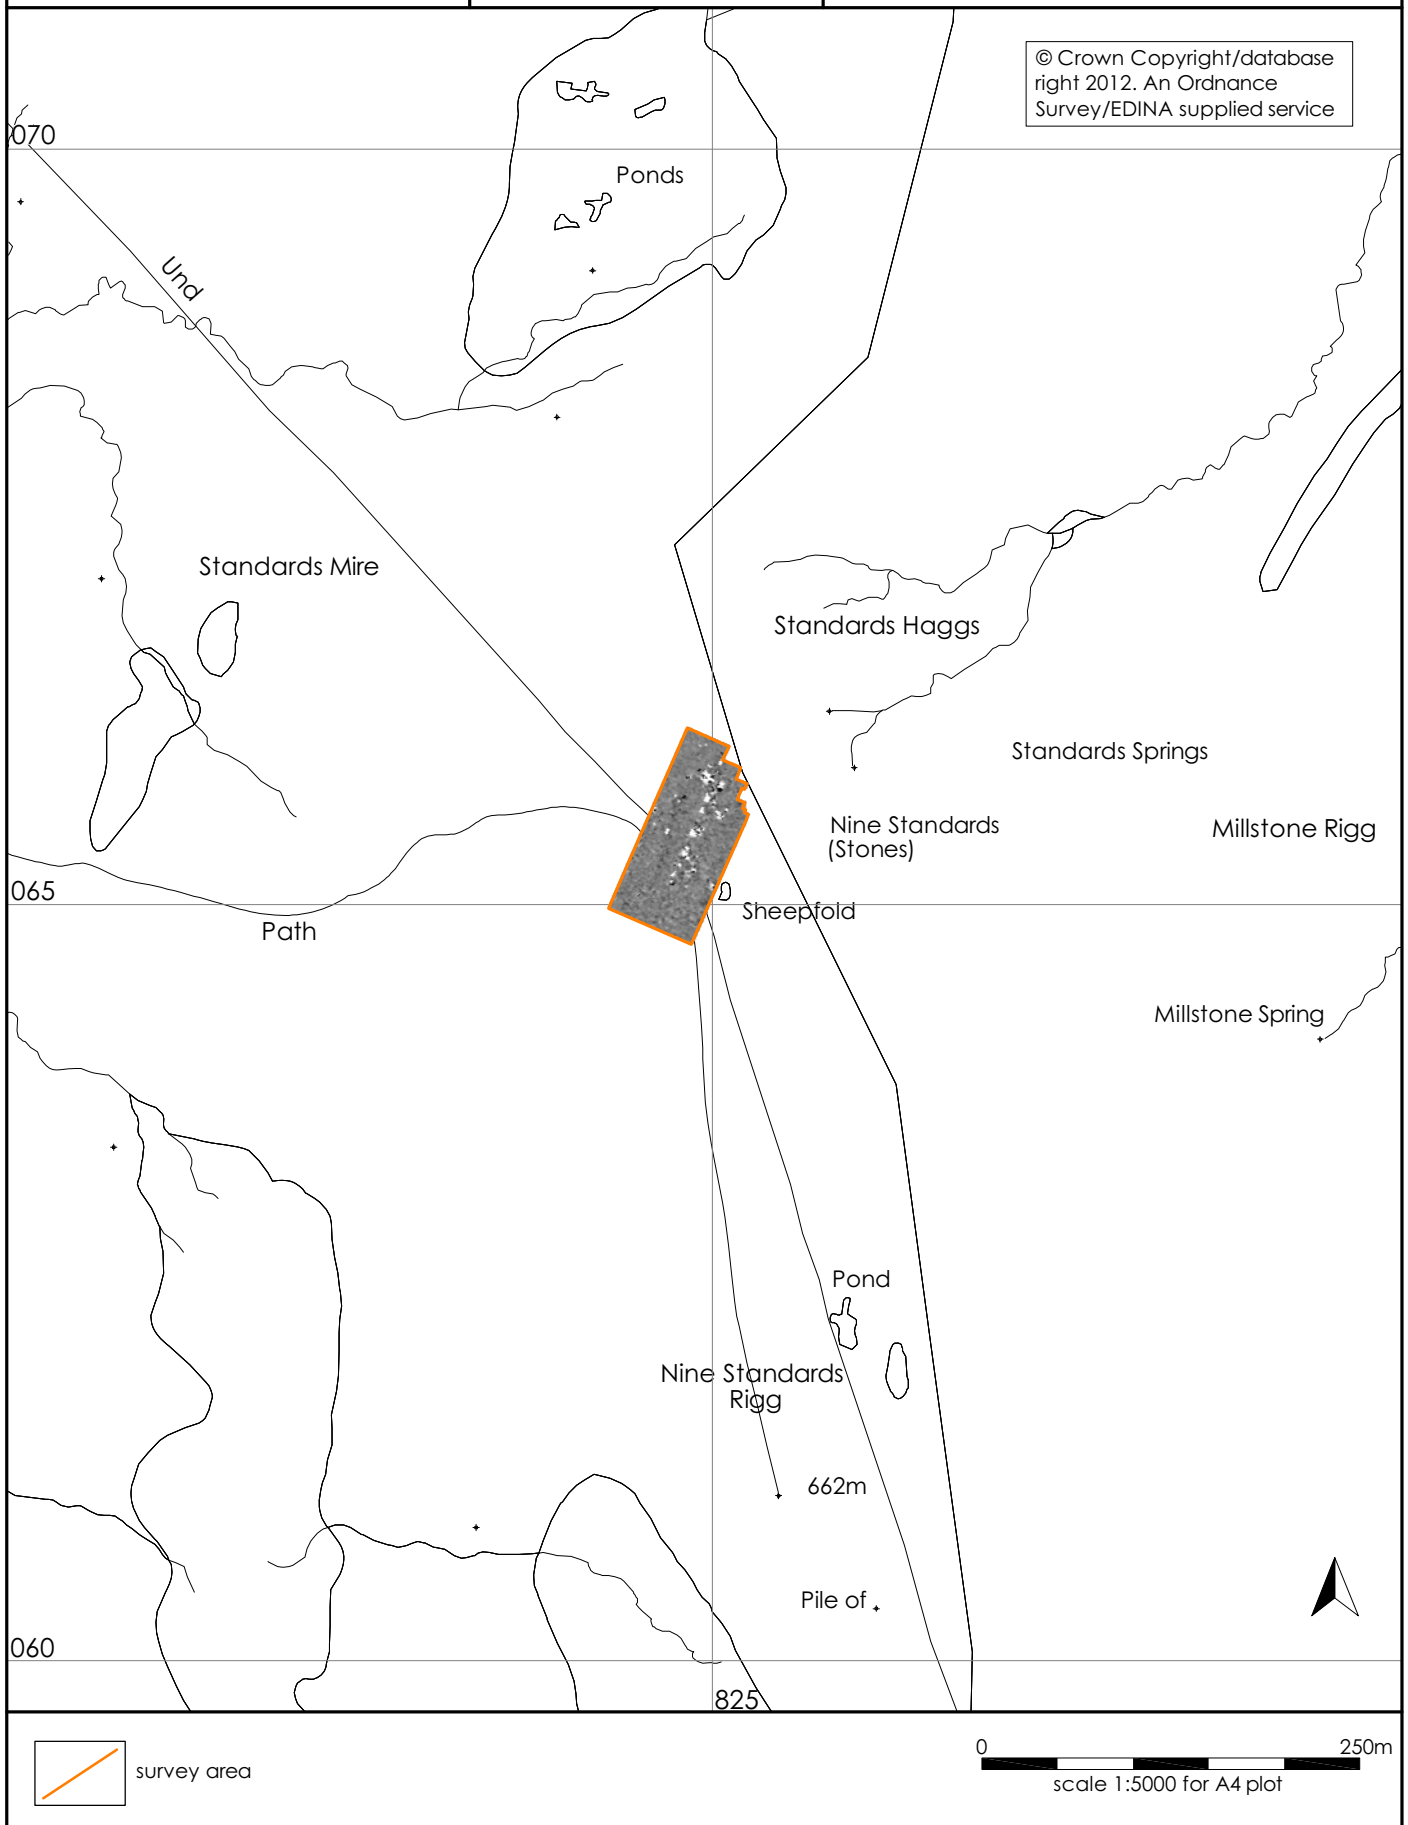 © Crown Copyright/database
right 2012. An Ordnance
Survey/EDINA supplied service
070
Ponds
Und
Standards Mire
Standards Haggs
Standards Springs
Nine Standards
(Stones)
Millstone Rigg
065
Sheepfold
Path
Millstone Spring
Pond
Nine Standards
Rigg
662m
Pile of
060
825
survey area
0
250m
scale 1:5000 for A4 plot